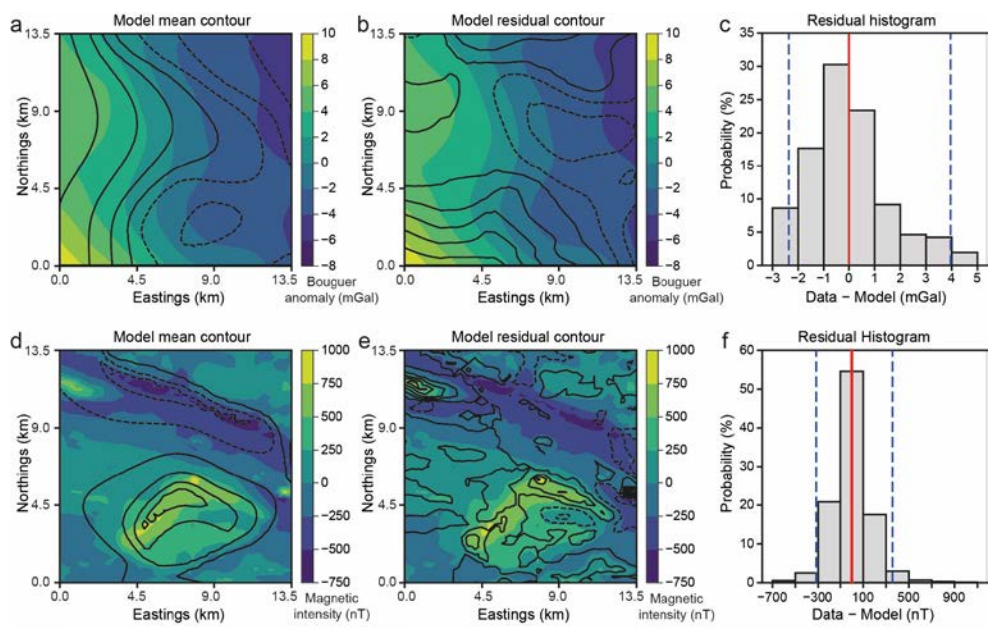 a
Model mean contour
13.5
9.0
4.5
0.0
Northings (km)
0.0 4.5 9.0 13.5
Eastings (km)
10
8
6
4
2
0
−2
−4
−6
−8
Bouguer
anomaly (mGal)
b
Model residual contour
13.5
9.0
4.5
0.0
Northings (km)
0.0 4.5 9.0 13.5
Eastings (km)
10
8
6
4
2
0
−2
−4
−6
−8
Bouguer
anomaly (mGal)
c
Residual histogram
35
30
25
20
15
10
5
0
Probability (%)
−3 −2 −1 0 1 2 3 4 5
Data − Model (mGal)
d
Model mean contour
13.5
9.0
4.5
0.0
Northings (km)
0.0 4.5 9.0 13.5
Eastings (km)
1000
750
500
250
0
−250
−500
−750
Magnetic
intensity (nT)
e
Model residual contour
13.5
9.0
4.5
0.0
Northings (km)
0.0 4.5 9.0 13.5
Eastings (km)
1000
750
500
250
0
−250
−500
−750
Magnetic
intensity (nT)
f
Residual Histogram
60
50
40
30
20
10
0
Probability (%)
−700 −300 100 500 900
Data − Model (nT)